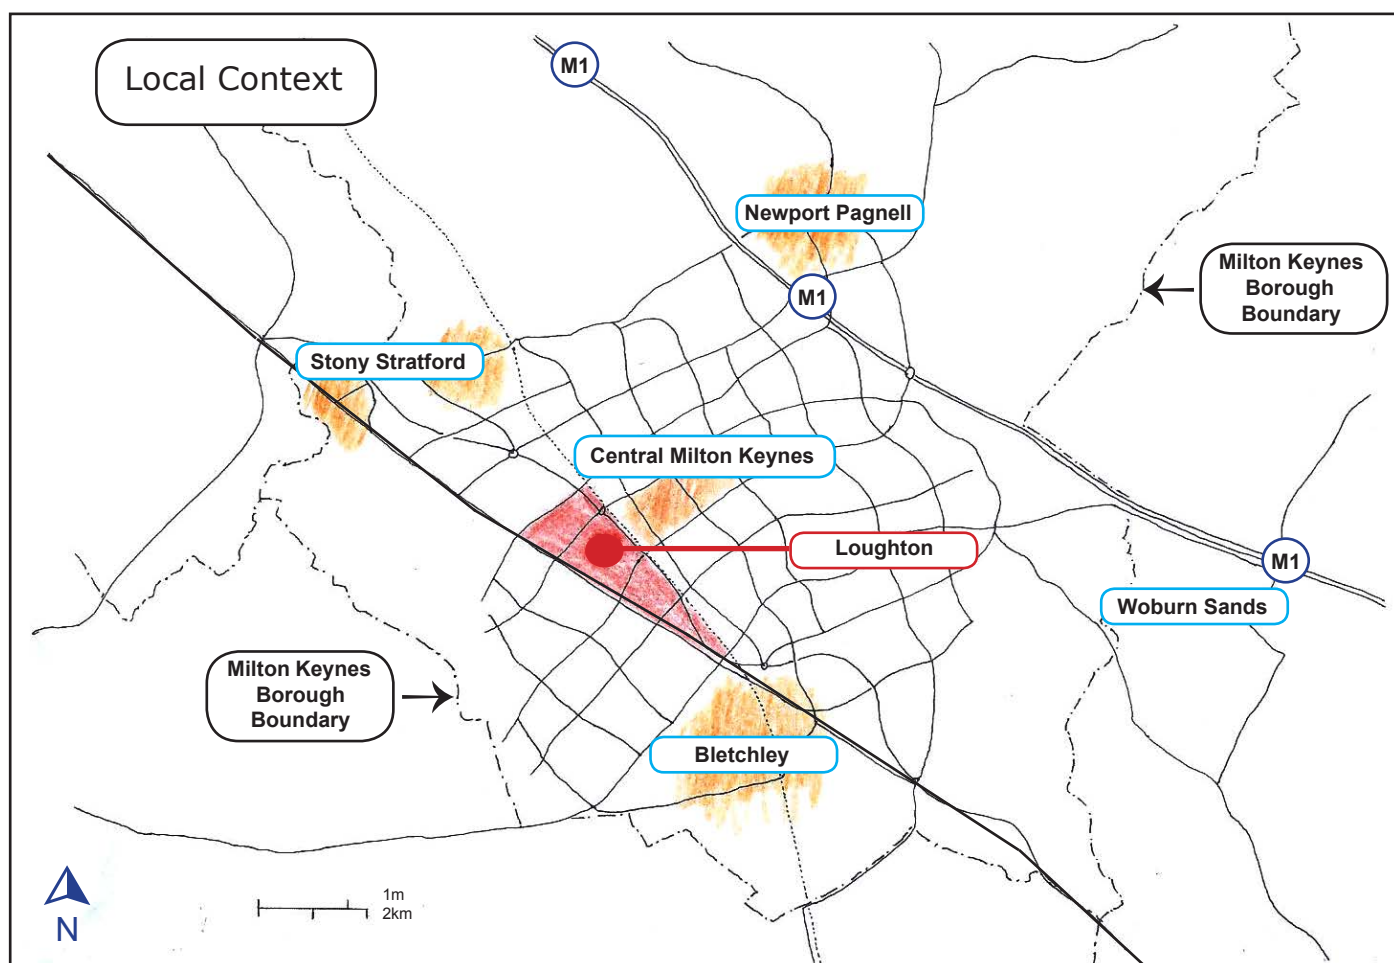 Local Context
M1
Newport Pagnell
M1
Milton Keynes
Borough
Boundary
Stony Stratford
Central Milton Keynes
Loughton
M1
Woburn Sands
Milton Keynes
Borough
Boundary
Bletchley
1m
2km
N